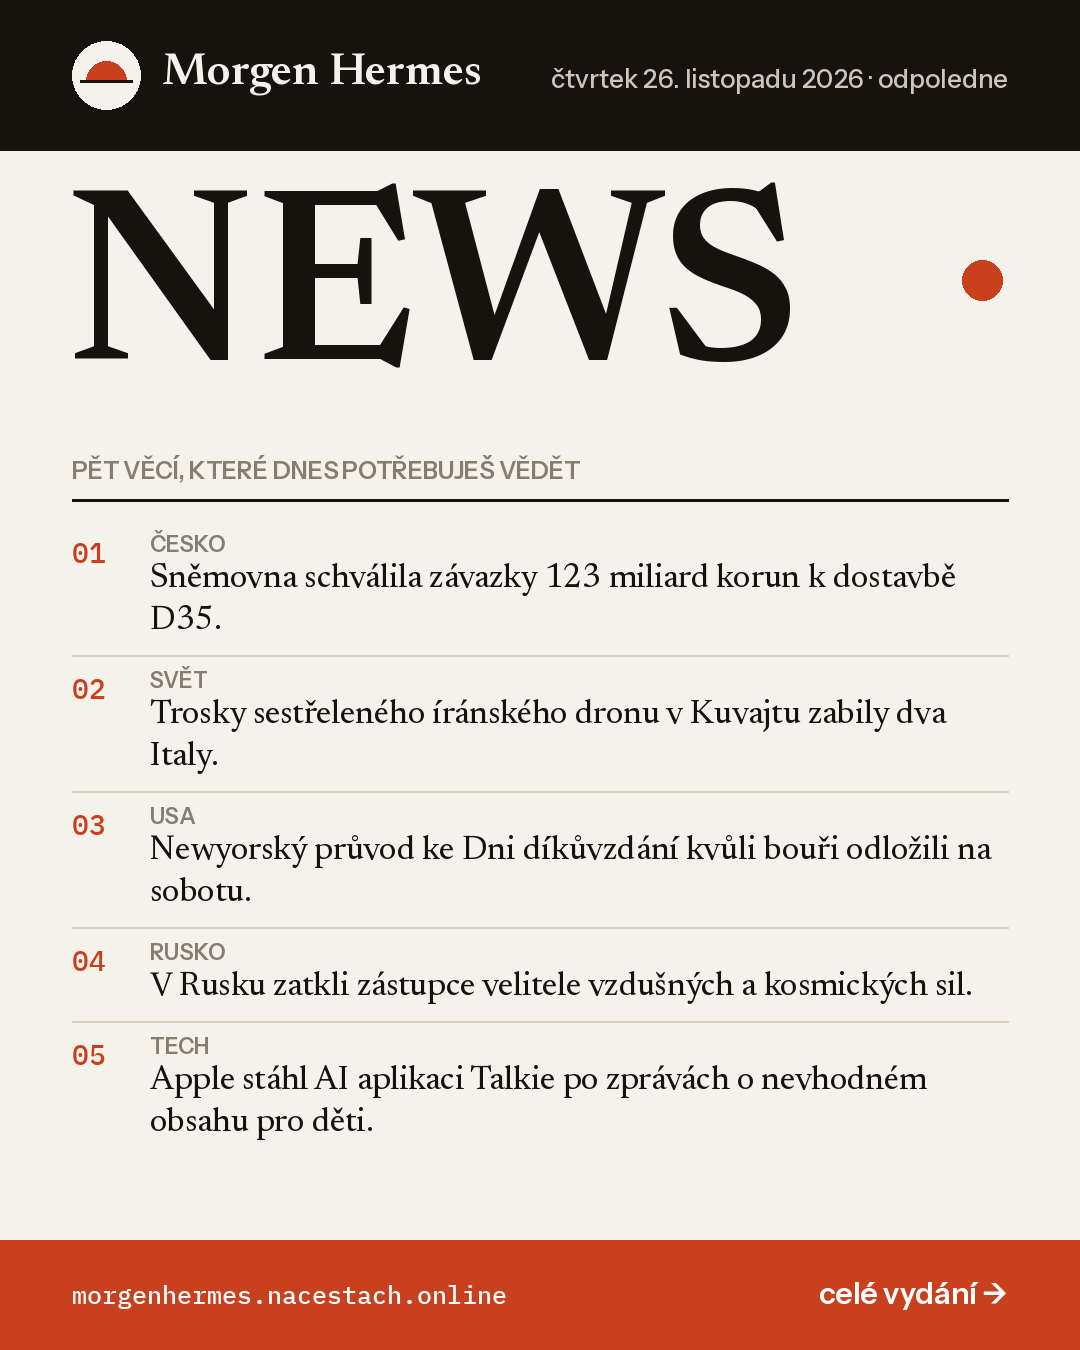 Morgen Hermes
čtvrtek 26. listopadu 2026 · odpoledne
NEWS
PĚT VĚCÍ, KTERÉ DNES POTŘEBUJEŠ VĚDĚT
01
ČESKO
Sněmovna schválila závazky 123 miliard korun k dostavbě
D35.
02
SVĚT
Trosky sestřeleného íránského dronu v Kuvajtu zabily dva
Italy.
03
USA
Newyorský průvod ke Dni díkůvzdání kvůli bouři odložili na
sobotu.
04
RUSKO
V Rusku zatkli zástupce velitele vzdušných a kosmických sil.
05
TECH
Apple stáhl AI aplikaci Talkie po zprávách o nevhodném
obsahu pro děti.
morgenhermes.nacestach.online
celé vydání →